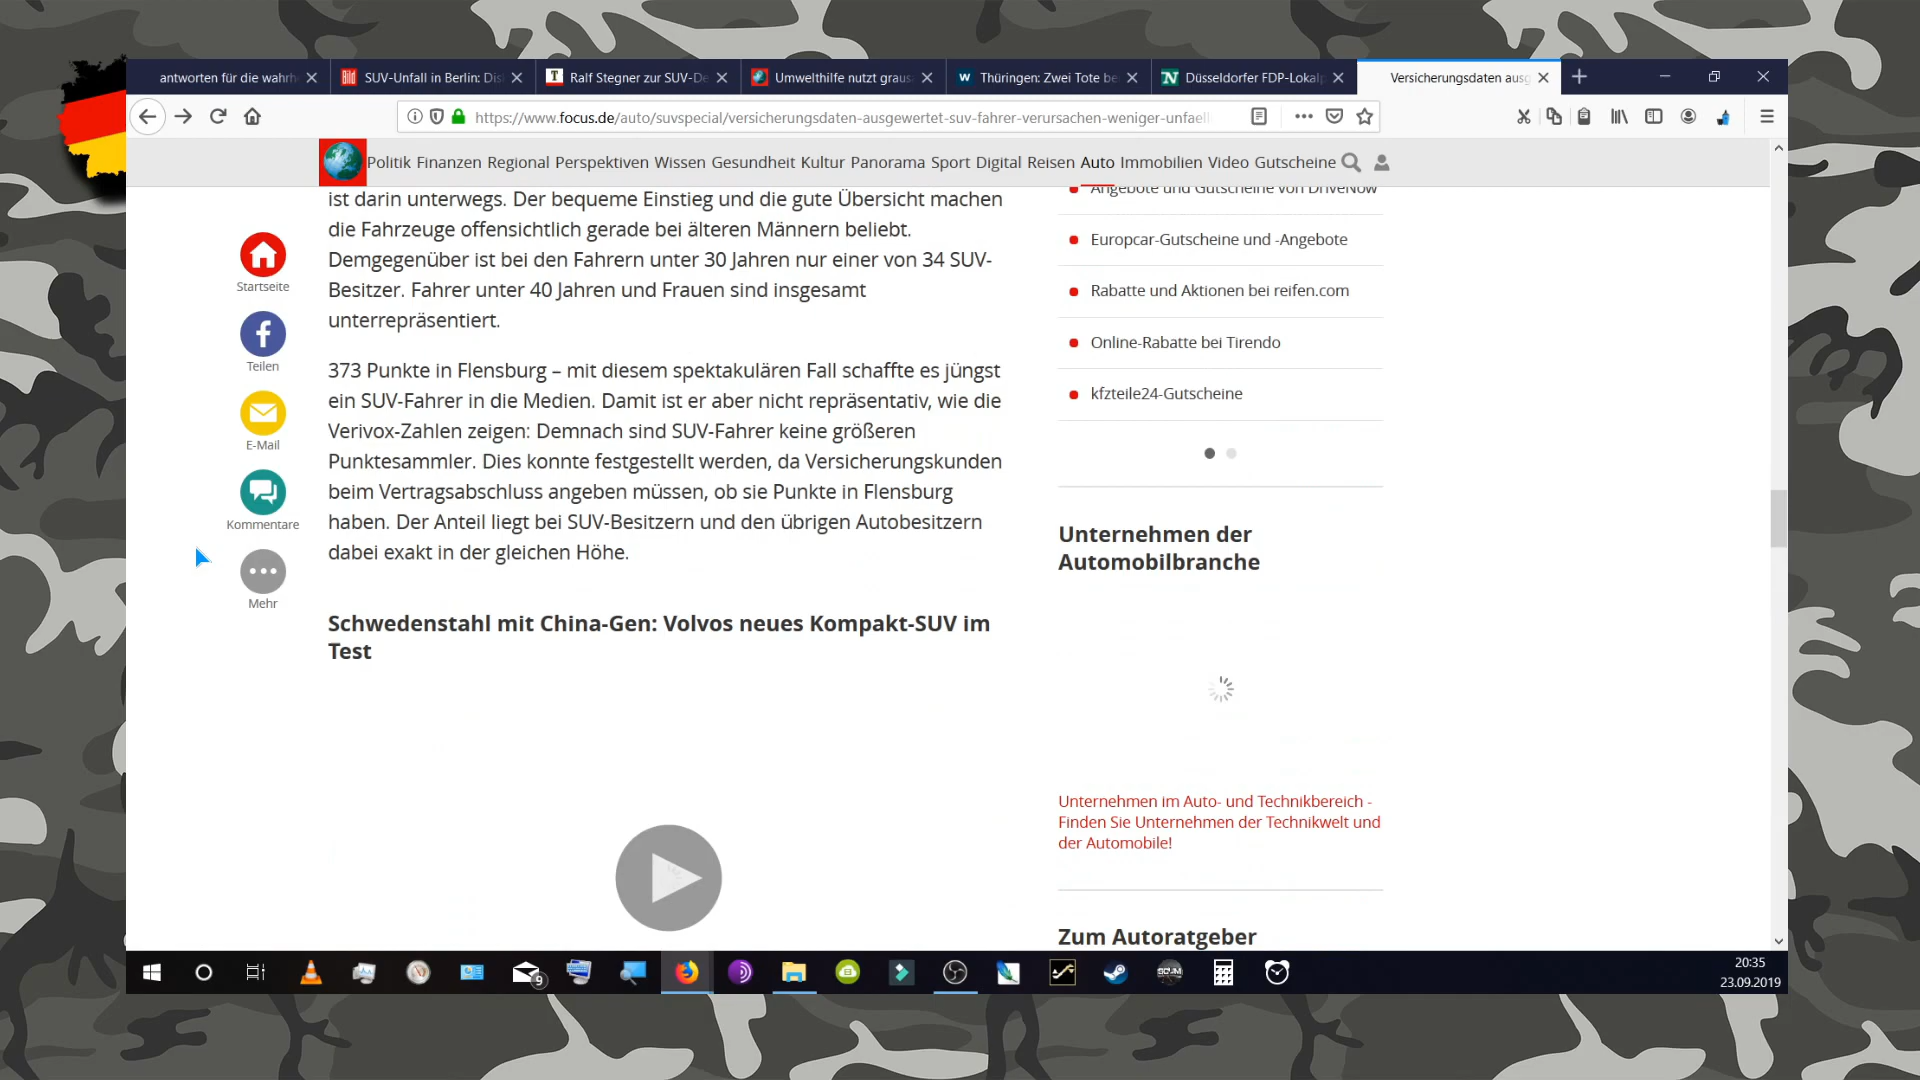 antworten für die wahrh
SUV-Unfall in Berlin: Dis
Ralf Stegner zur SUV-De
Umwelthilfe nutzt graus
Thüringen: Zwei Tote be
Düsseldorfer FDP-Lokalp
Versicherungsdaten ausg
https://www.focus.de/auto/suvspecial/versicherungsdaten-ausgewertet-suv-fahrer-verursachen-weniger-unfaell
Politik Finanzen Regional Perspektiven Wissen Gesundheit Kultur Panorama Sport Digital Reisen Auto Immobilien Video Gutscheine
ist darin unterwegs. Der bequeme Einstieg und die gute Übersicht machen
die Fahrzeuge offensichtlich gerade bei älteren Männern beliebt.
Demgegenüber ist bei den Fahrern unter 30 Jahren nur einer von 34 SUV-
Besitzer. Fahrer unter 40 Jahren und Frauen sind insgesamt
unterrepräsentiert.
373 Punkte in Flensburg – mit diesem spektakulären Fall schaffte es jüngst
ein SUV-Fahrer in die Medien. Damit ist er aber nicht repräsentativ, wie die
Verivox-Zahlen zeigen: Demnach sind SUV-Fahrer keine größeren
Punktesammler. Dies konnte festgestellt werden, da Versicherungskunden
beim Vertragsabschluss angeben müssen, ob sie Punkte in Flensburg
haben. Der Anteil liegt bei SUV-Besitzern und den übrigen Autobesitzern
dabei exakt in der gleichen Höhe.
Schwedenstahl mit China-Gen: Volvos neues Kompakt-SUV im
Test
Startseite
Teilen
E-Mail
Kommentare
Mehr
Angebote und Gutscheine von DriveNow
Europcar-Gutscheine und -Angebote
Rabatte und Aktionen bei reifen.com
Online-Rabatte bei Tirendo
kfzteile24-Gutscheine
Unternehmen der
Automobilbranche
Unternehmen im Auto- und Technikbereich -
Finden Sie Unternehmen der Technikwelt und
der Automobile!
Zum Autoratgeber
9
SCUM
20:35
23.09.2019